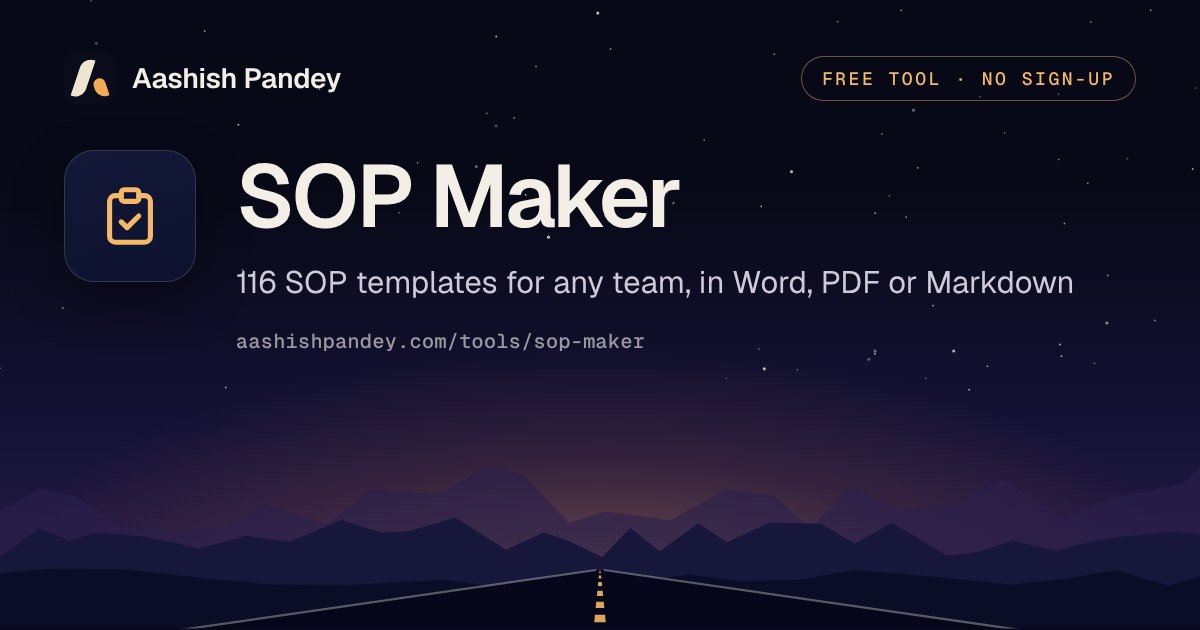 Aashish Pandey
FREE TOOL · NO SIGN-UP
SOP Maker
116 SOP templates for any team, in Word, PDF or Markdown
aashishpandey.com/tools/sop-maker